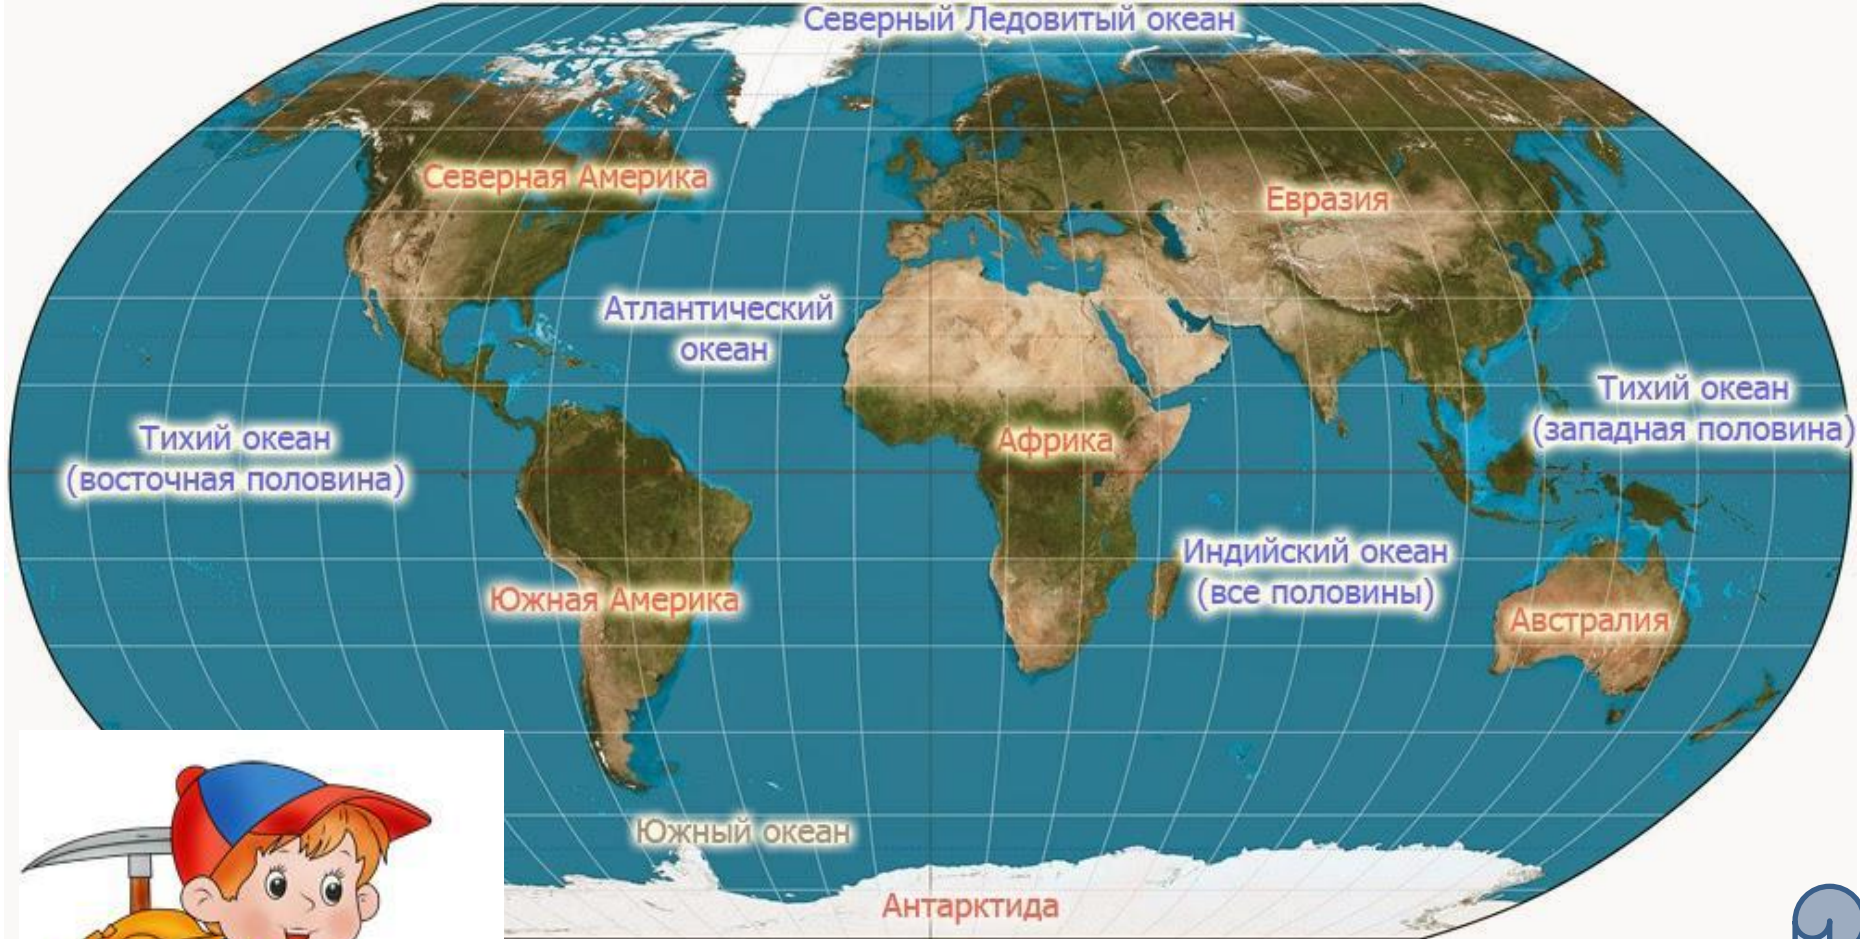 Северный Ледовитый океан
Северная Америка
Евразия
Атлантический
океан
Тихий океан
(западная половина)
Тихий океан
(восточная половина)
Африка
Индийский океан
(все половины)
Южная Америка
Австралия
Южный океан
Антарктида